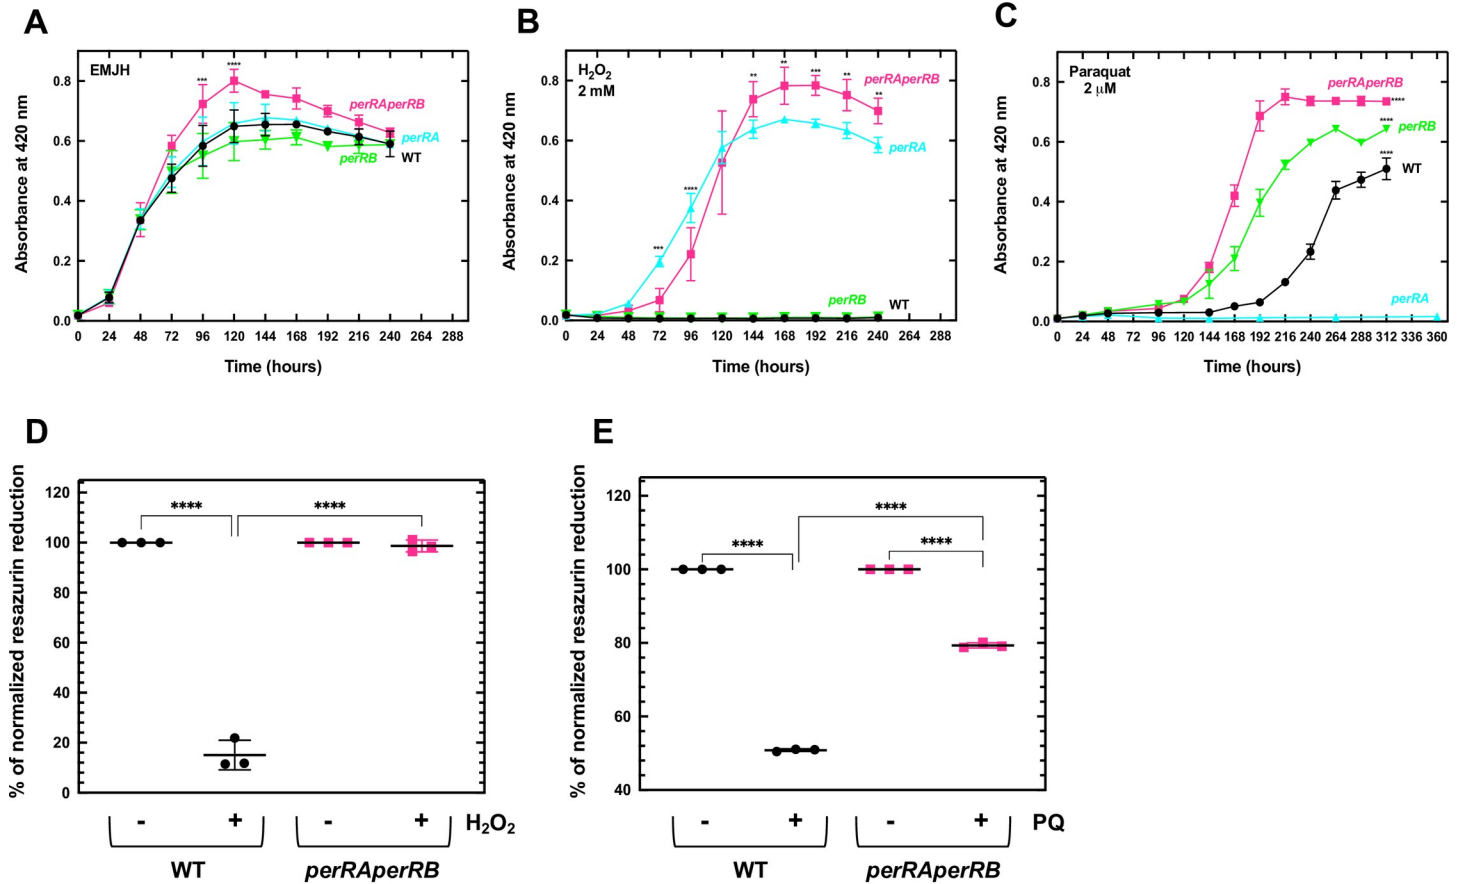 A
EMJH
Absorbance at 420 nm
0.8
0.6
0.4
0.2
0.0
***
****
perRAperRB
perRA
WT
perRB
0 24 48 72 96 120 144 168 192 216 240 264 288
Time (hours)
B
H₂O₂
2 mM
Absorbance at 420 nm
0.8
0.6
0.4
0.2
0.0
***
****
**
**
***
**
**
perRAperRB
perRA
perRB
WT
0 24 48 72 96 120 144 168 192 216 240 264 288
Time (hours)
C
Paraquat
2 μM
Absorbance at 420 nm
0.8
0.6
0.4
0.2
0.0
perRAperRB
****
****
perRB
****
WT
perRA
0 24 48 72 96 120 144 168 192 216 240 264 288 312 336 360
Time (hours)
D
% of normalized resazurin reduction
120
100
80
60
40
20
0
****
****
- + - + H₂O₂
WT perRAperRB
E
% of normalized resazurin reduction
120
100
80
60
40
****
****
****
- + - + PQ
WT perRAperRB